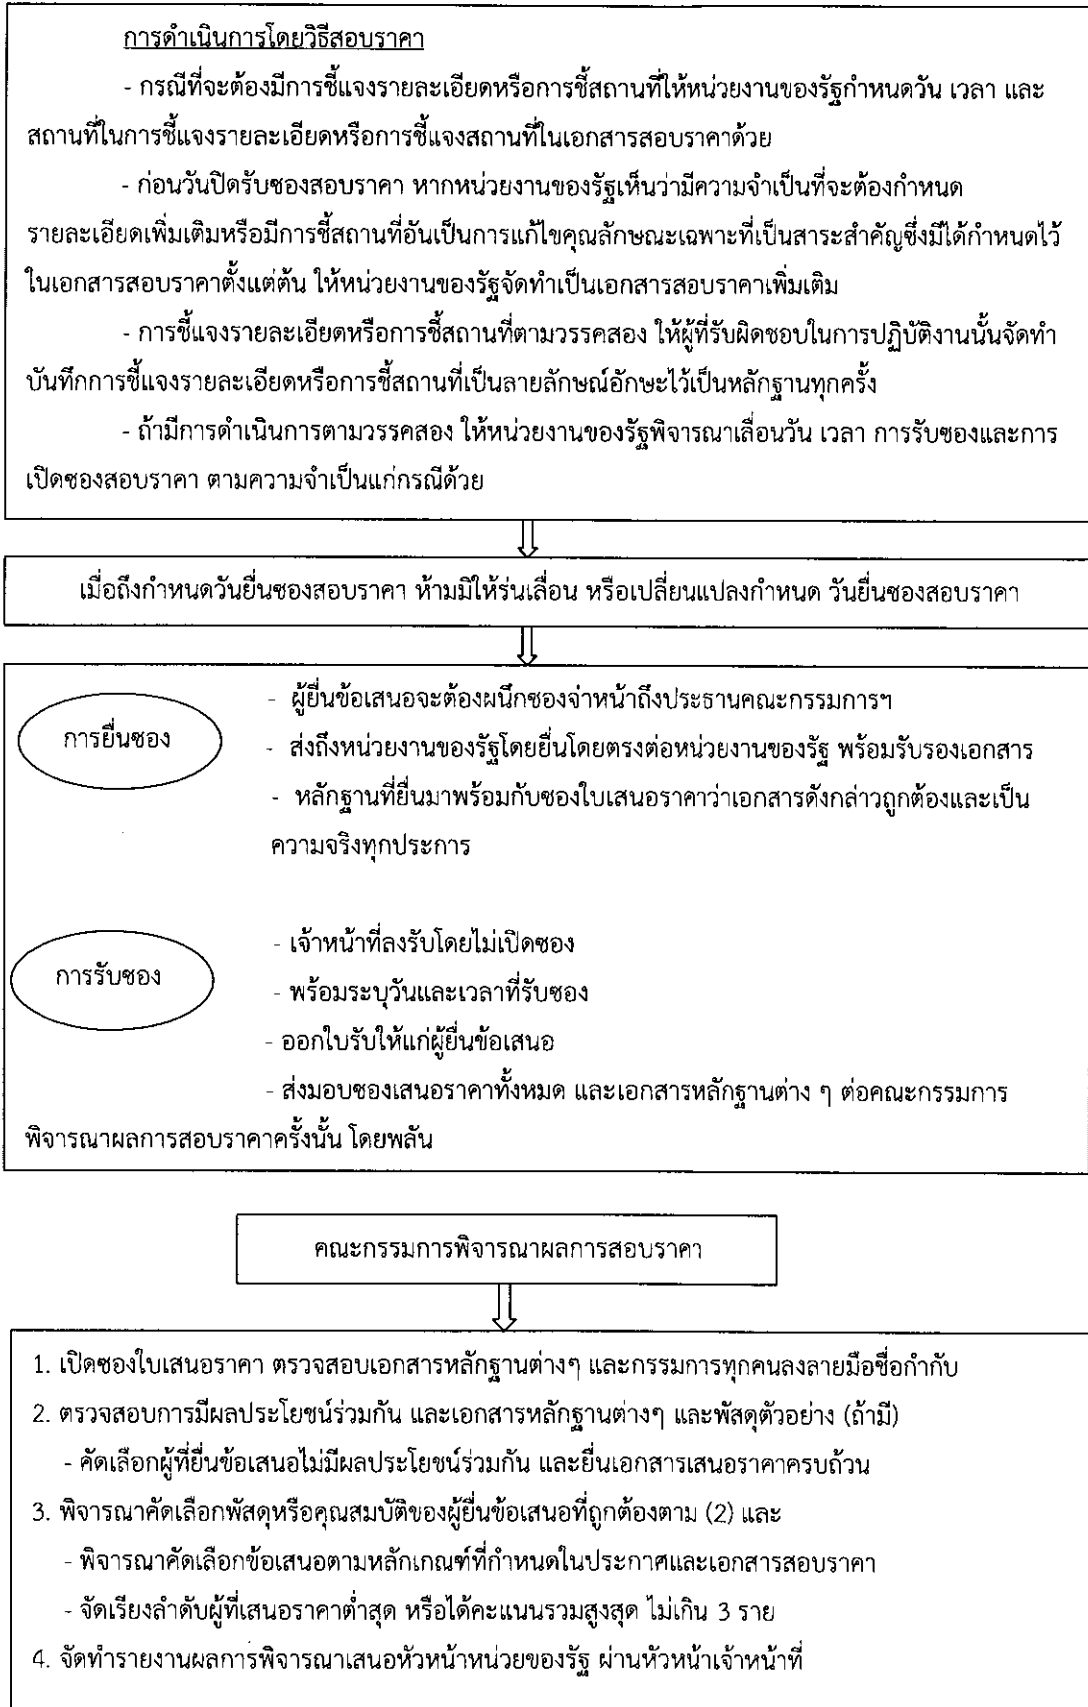 การดำเนินการโดยวิธีสอบราคา
- กรณีที่จะต้องมีการชี้แจงรายละเอียดหรือการชี้สถานที่ให้หน่วยงานของรัฐกำหนดวัน เวลา และ
สถานที่ในการชี้แจงรายละเอียดหรือการชี้แจงสถานที่ในเอกสารสอบราคาด้วย
- ก่อนวันปิดรับซองสอบราคา หากหน่วยงานของรัฐเห็นว่ามีความจำเป็นที่จะต้องกำหนด
รายละเอียดเพิ่มเติมหรือมีการชี้สถานที่อันเป็นการแก้ไขคุณลักษณะเฉพาะที่เป็นสาระสำคัญซึ่งมิได้กำหนดไว้
ในเอกสารสอบราคาตั้งแต่ต้น ให้หน่วยงานของรัฐจัดทำเป็นเอกสารสอบราคาเพิ่มเติม
- การชี้แจงรายละเอียดหรือการชี้สถานที่ตามวรรคสอง ให้ผู้ที่รับผิดชอบในการปฏิบัติงานนั้นจัดทำ
บันทึกการชี้แจงรายละเอียดหรือการชี้สถานที่เป็นลายลักษณ์อักษะไว้เป็นหลักฐานทุกครั้ง
- ถ้ามีการดำเนินการตามวรรคสอง ให้หน่วยงานของรัฐพิจารณาเลื่อนวัน เวลา การรับซองและการ
เปิดซองสอบราคา ตามความจำเป็นแก่กรณีด้วย
เมื่อถึงกำหนดวันยื่นซองสอบราคา ห้ามมิให้ร่นเลื่อน หรือเปลี่ยนแปลงกำหนด วันยื่นซองสอบราคา
การยื่นซอง
- ผู้ยื่นข้อเสนอจะต้องผนึกซองจ่าหน้าถึงประธานคณะกรรมการฯ
- ส่งถึงหน่วยงานของรัฐโดยยื่นโดยตรงต่อหน่วยงานของรัฐ พร้อมรับรองเอกสาร
- หลักฐานที่ยื่นมาพร้อมกับซองใบเสนอราคาว่าเอกสารดังกล่าวถูกต้องและเป็น
ความจริงทุกประการ
การรับซอง
- เจ้าหน้าที่ลงรับโดยไม่เปิดซอง
- พร้อมระบุวันและเวลาที่รับซอง
- ออกใบรับให้แก่ผู้ยื่นข้อเสนอ
- ส่งมอบซองเสนอราคาทั้งหมด และเอกสารหลักฐานต่าง ๆ ต่อคณะกรรมการ
พิจารณาผลการสอบราคาครั้งนั้น โดยพลัน
คณะกรรมการพิจารณาผลการสอบราคา
1. เปิดซองใบเสนอราคา ตรวจสอบเอกสารหลักฐานต่างๆ และกรรมการทุกคนลงลายมือชื่อกำกับ
2. ตรวจสอบการมีผลประโยชน์ร่วมกัน และเอกสารหลักฐานต่างๆ และพัสดุตัวอย่าง (ถ้ามี)
- คัดเลือกผู้ที่ยื่นข้อเสนอไม่มีผลประโยชน์ร่วมกัน และยื่นเอกสารเสนอราคาครบถ้วน
3. พิจารณาคัดเลือกพัสดุหรือคุณสมบัติของผู้ยื่นข้อเสนอที่ถูกต้องตาม (2) และ
- พิจารณาคัดเลือกข้อเสนอตามหลักเกณฑ์ที่กำหนดในประกาศและเอกสารสอบราคา
- จัดเรียงลำดับผู้ที่เสนอราคาต่ำสุด หรือได้คะแนนรวมสูงสุด ไม่เกิน 3 ราย
4. จัดทำรายงานผลการพิจารณาเสนอหัวหน้าหน่วยของรัฐ ผ่านหัวหน้าเจ้าหน้าที่